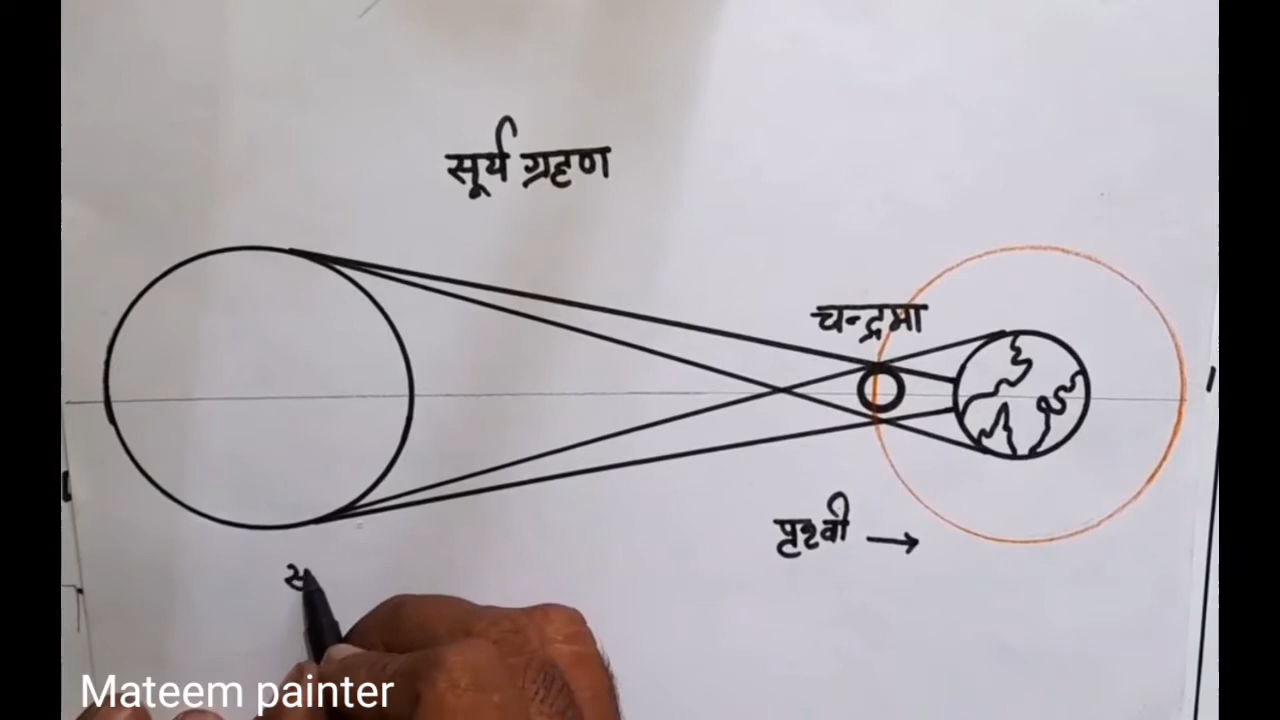 सूर्य ग्रहण
चन्द्रमा
पृथ्वी →
स
Mateem painter